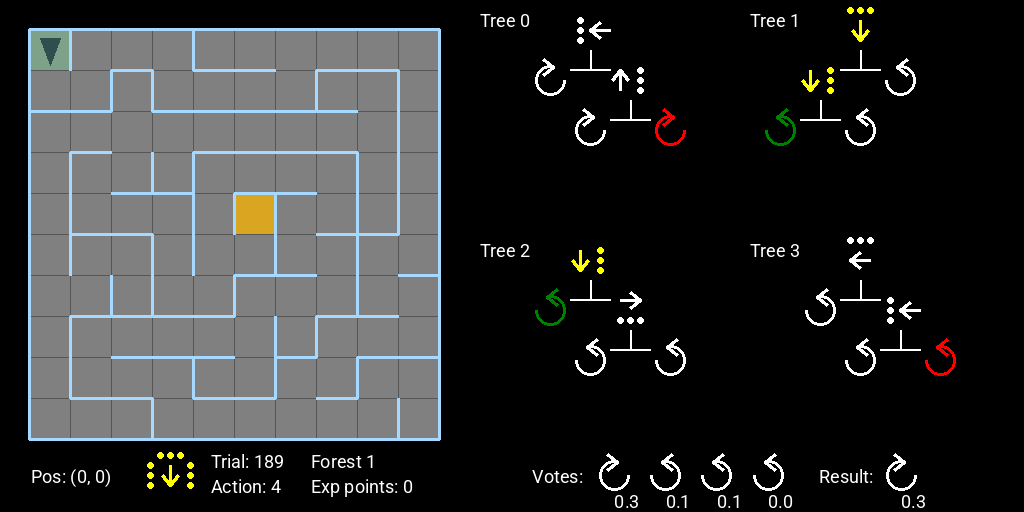 Tree 0
Tree 1
Tree 2
Tree 3
Pos: (0, 0)
Trial: 189
Forest 1
Action: 4
Exp points: 0
Votes:
0.3
0.1
0.1
0.0
Result:
0.3